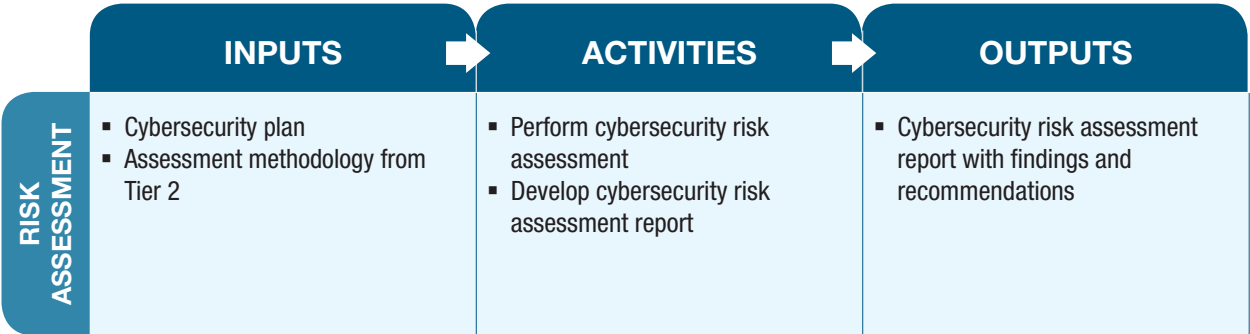 INPUTS
ACTIVITIES
OUTPUTS
RISK
ASSESSMENT
▪ Cybersecurity plan
▪ Assessment methodology from
Tier 2
▪ Perform cybersecurity risk
assessment
▪ Develop cybersecurity risk
assessment report
▪ Cybersecurity risk assessment
report with findings and
recommendations